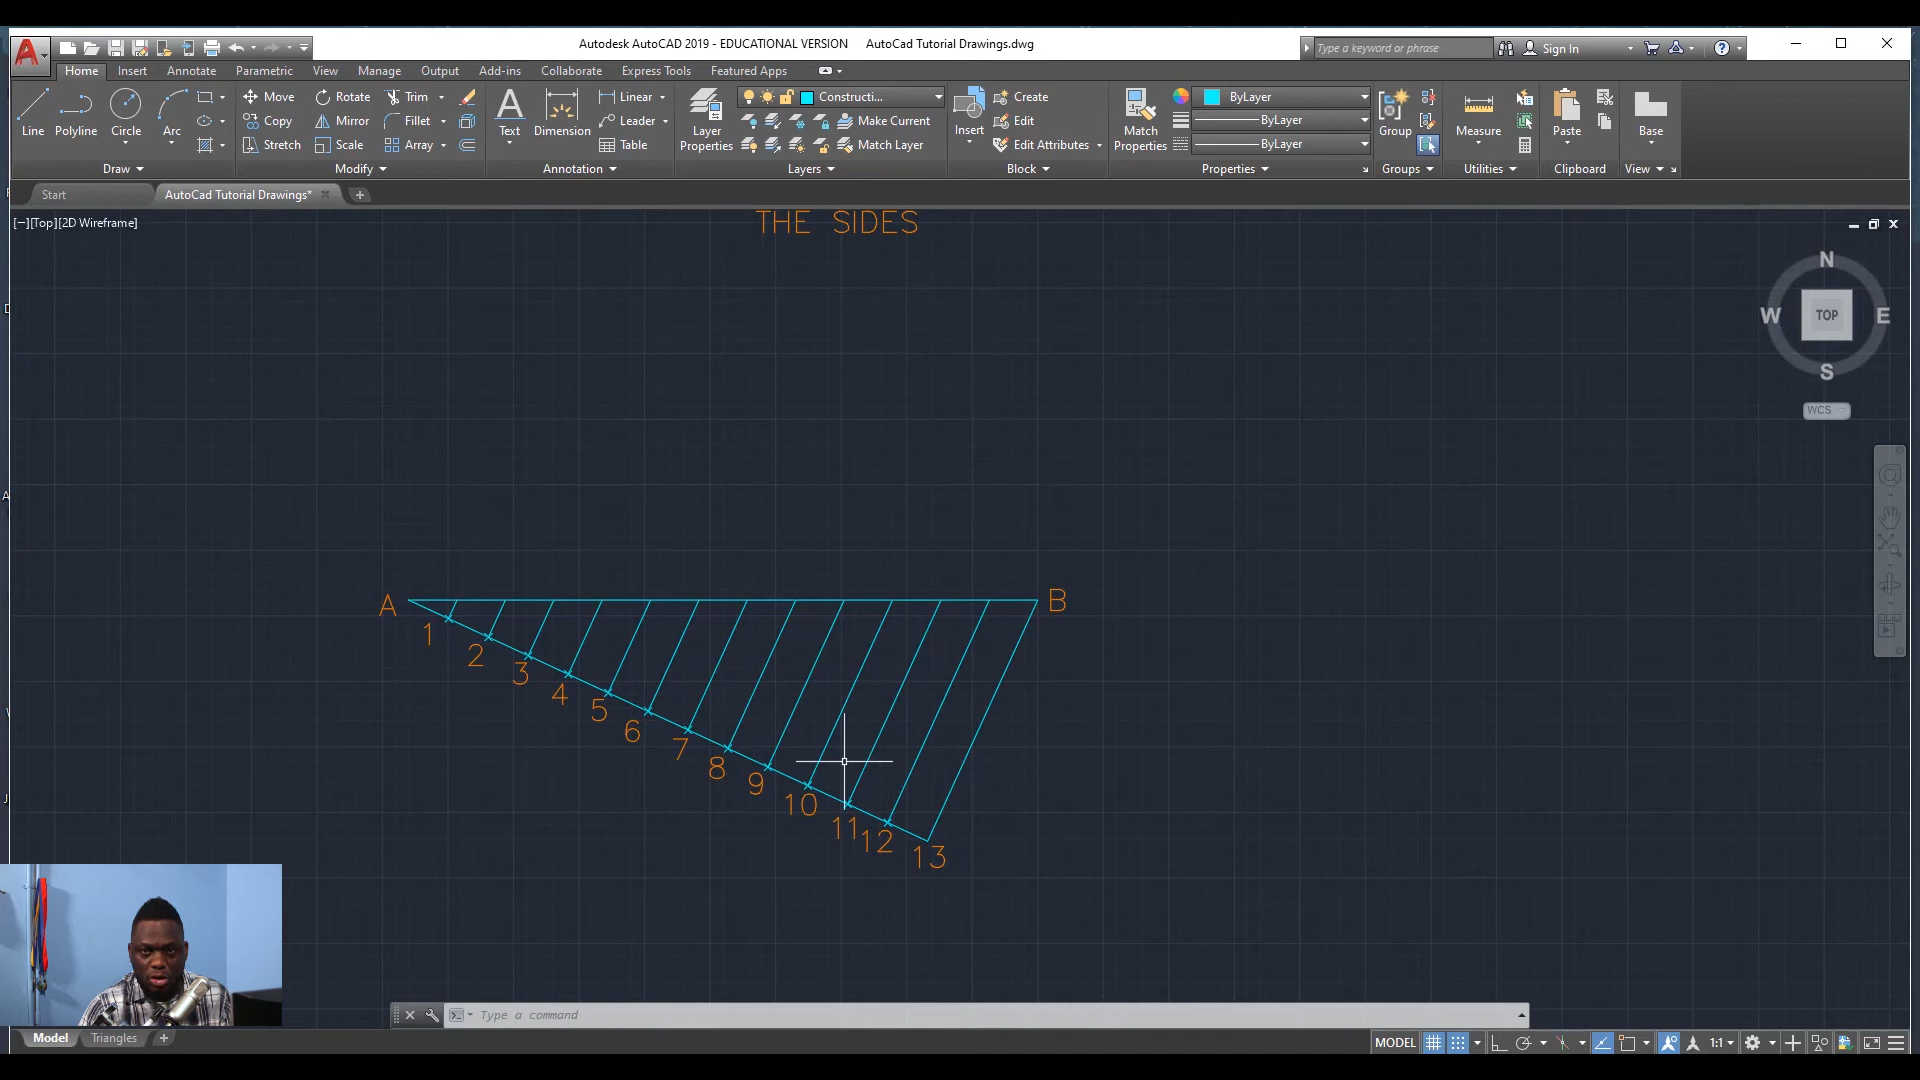 Autodesk AutoCAD 2019 - EDUCATIONAL VERSION AutoCad Tutorial Drawings.dwg
Type a keyword or phrase
Sign In
Home Insert Annotate Parametric View Manage Output Add-ins Collaborate Express Tools Featured Apps
Line Polyline Circle Arc
Move Rotate Trim
Copy Mirror Fillet
Stretch Scale Array
Text Dimension
Linear
Leader
Table
Layer Properties
Constructi...
Make Current
Match Layer
Insert
Create
Edit
Edit Attributes
Match Properties
ByLayer
ByLayer
ByLayer
Group Measure Paste Base
Draw Modify Annotation Layers Block Properties Groups Utilities Clipboard View
Start AutoCad Tutorial Drawings*
[−][Top][2D Wireframe]
THE SIDES
N
W TOP E
S
WCS
A B
1
2
3
4
5
6
7
8
9
10
11
12
13
Type a command
Model Triangles
MODEL 1:1